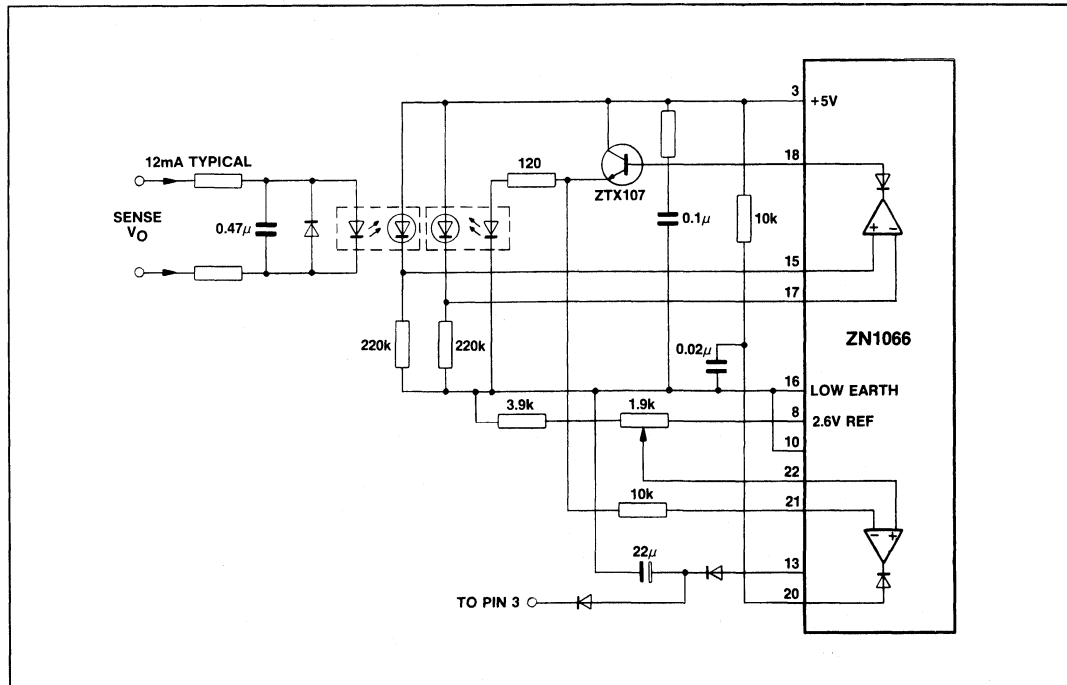 3
+5V
12mA TYPICAL
120
18
ZTX107
SENSE
VO
0.47μ
0.1μ
10k
15
17
220k
220k
0.02μ
ZN1066
16
LOW EARTH
3.9k
1.9k
8
2.6V REF
10
22
10k
21
22μ
13
TO PIN 3
20
+
−
−
+